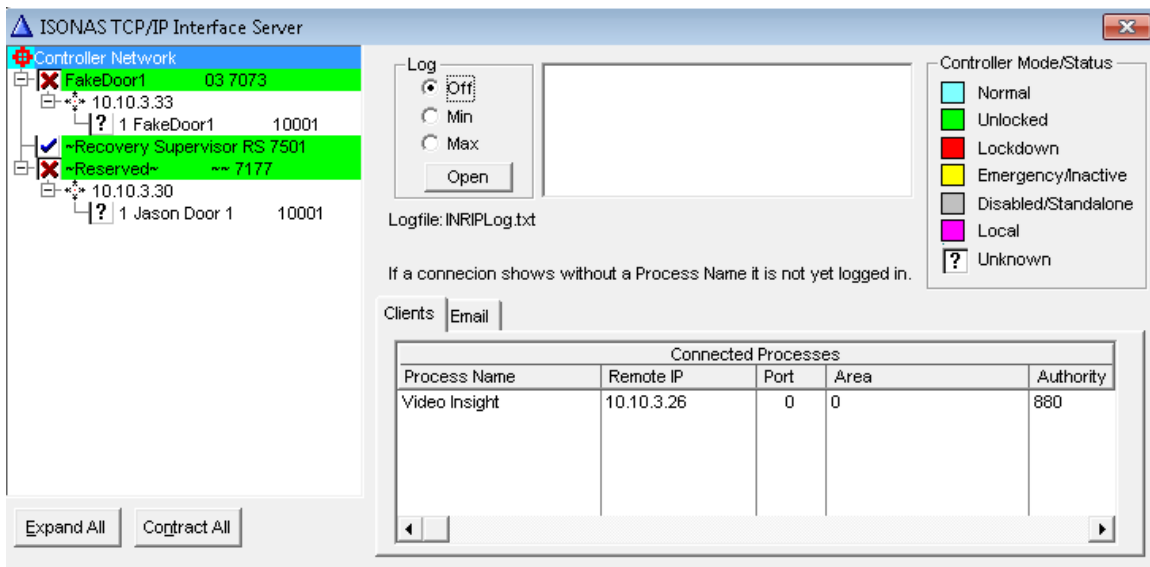 ISONAS TCP/IP Interface Server
Controller Network
FakeDoor1 03 7073
10.10.3.33
? 1 FakeDoor1 10001
~Recovery Supervisor RS 7501
~Reserved~ ~~ 7177
10.10.3.30
? 1 Jason Door 1 10001
Expand All
Contract All
Log
Off
Min
Max
Open
Logfile: INRIPLog.txt
If a connecion shows without a Process Name it is not yet logged in.
Controller Mode/Status
Normal
Unlocked
Lockdown
Emergency/Inactive
Disabled/Standalone
Local
? Unknown
Clients Email
Connected Processes
Process Name Remote IP Port Area Authority
Video Insight 10.10.3.26 0 0 880